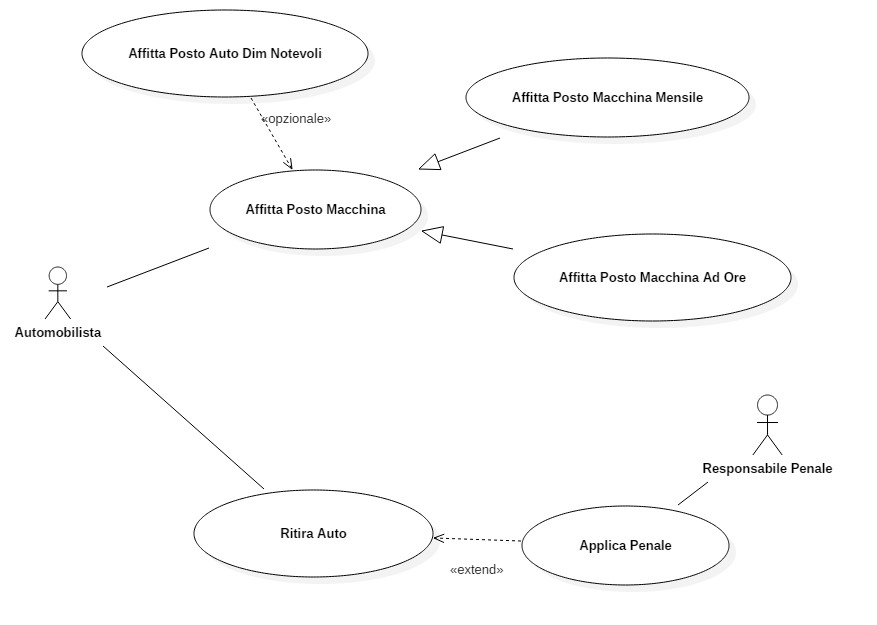 Affitta Posto Auto Dim Notevoli
Affitta Posto Macchina Mensile
«opzionale»
Affitta Posto Macchina
Affitta Posto Macchina Ad Ore
Automobilista
Responsabile Penale
Ritira Auto
Applica Penale
«extend»